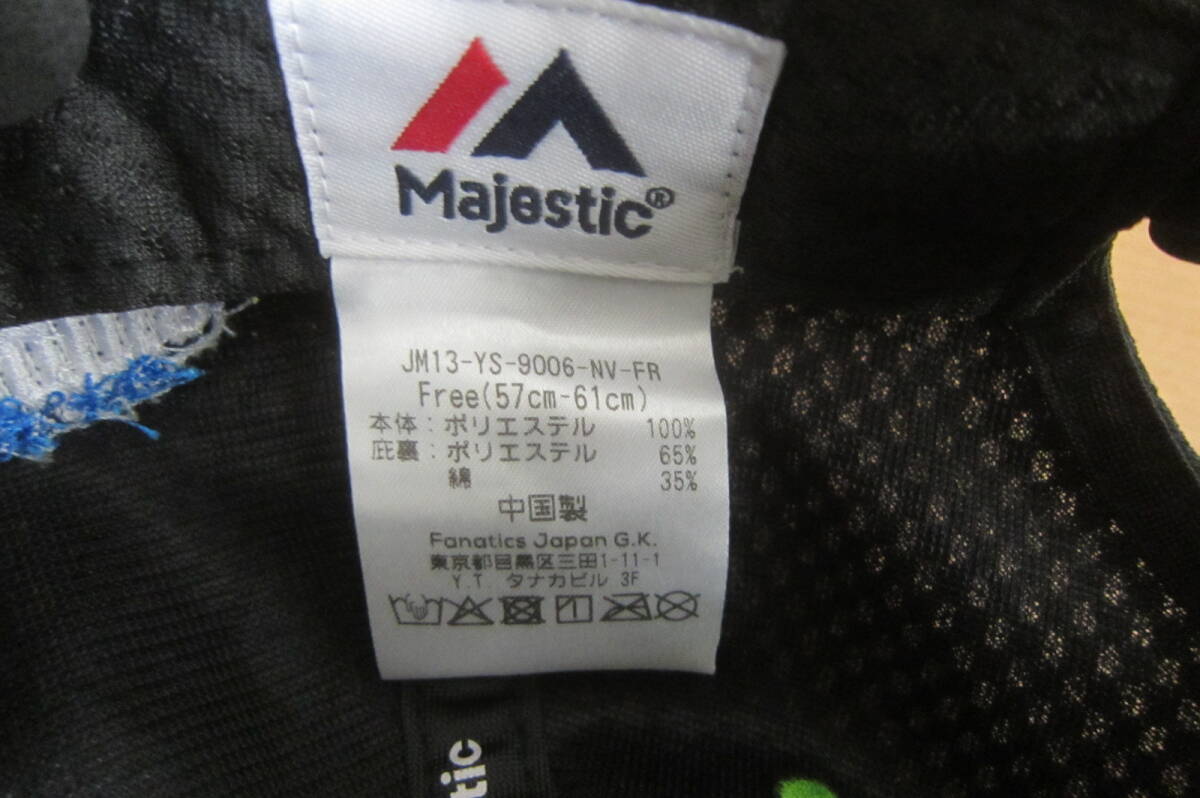 Majestic®
JM13-YS-9006-NV-FR
Free(57cm-61cm)
本体:ポリエステル 100%
庇裏:ポリエステル 65%
綿 35%
中国製
Fanatics Japan G.K.
東京都目黒区三田1-11-1
Y.T. タナカビル 3F
tic